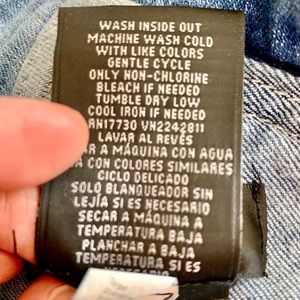 WASH INSIDE OUT
MACHINE WASH COLD
WITH LIKE COLORS
GENTLE CYCLE
ONLY NON-CHLORINE
BLEACH IF NEEDED
TUMBLE DRY LOW
COOL IRON IF NEEDED
RN17730 VN2242811
LAVAR AL REVÉS
AR A MÁQUINA CON AGUA
A CON COLORES SIMILARES
CICLO DELICADO
SOLO BLANQUEADOR SIN
LEJÍA SI ES NECESARIO
SECAR A MÁQUINA A
TEMPERATURA BAJA
PLANCHAR A BAJA
TEMPERATURA SI ES